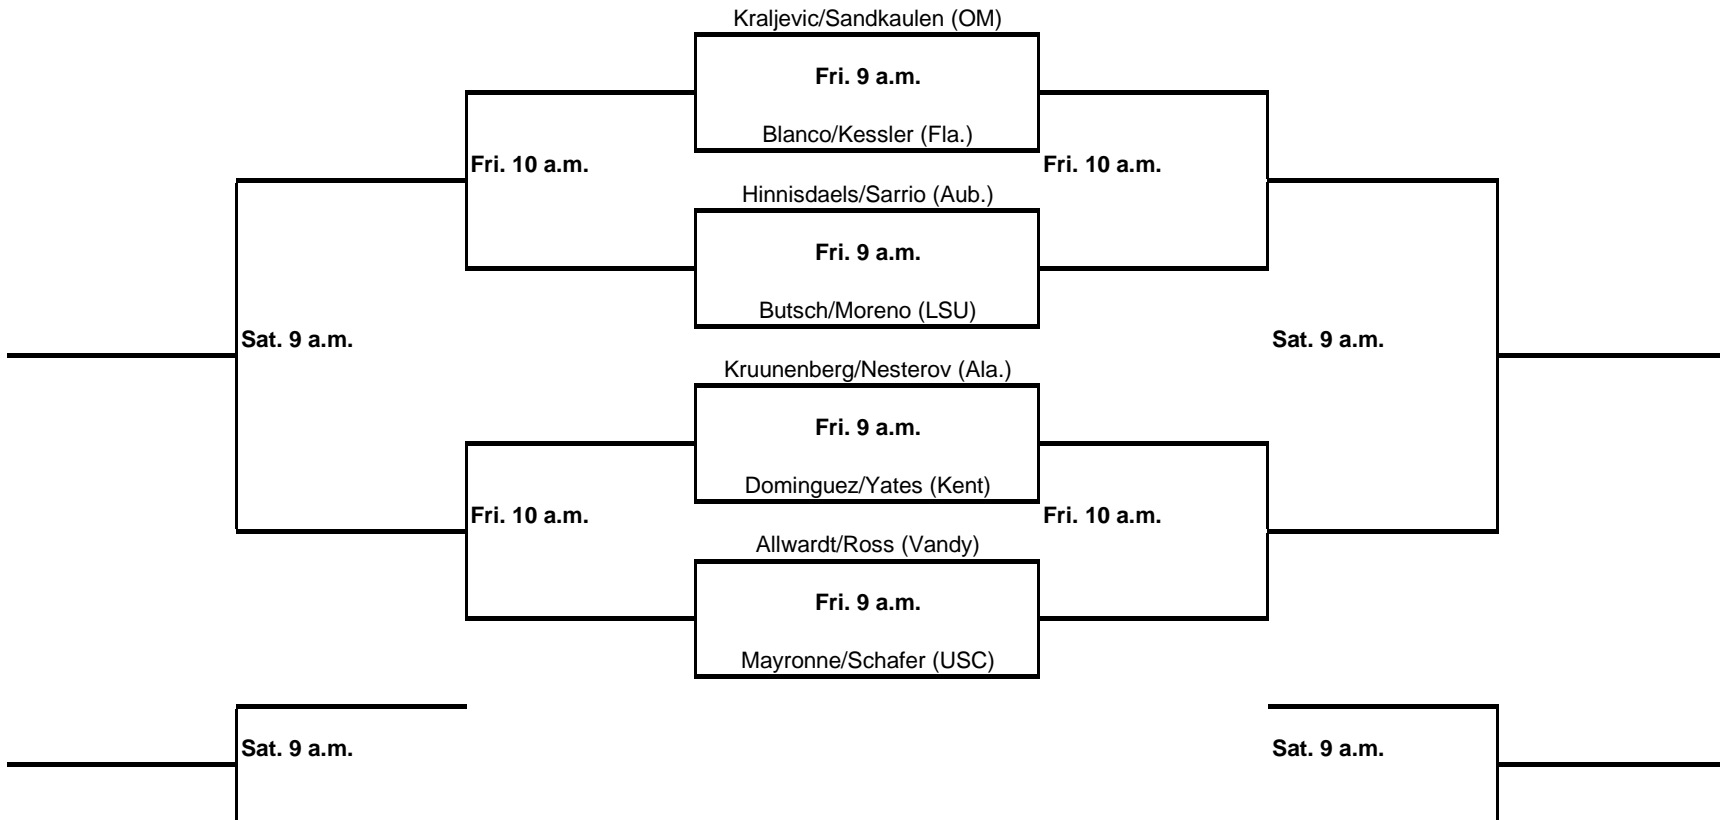 Kraljevic/Sandkaulen (OM)
Fri. 9 a.m.
Blanco/Kessler (Fla.)
Fri. 10 a.m.
Fri. 10 a.m.
Hinnisdaels/Sarrio (Aub.)
Fri. 9 a.m.
Butsch/Moreno (LSU)
Sat. 9 a.m.
Sat. 9 a.m.
Kruunenberg/Nesterov (Ala.)
Fri. 9 a.m.
Dominguez/Yates (Kent)
Fri. 10 a.m.
Fri. 10 a.m.
Allwardt/Ross (Vandy)
Fri. 9 a.m.
Mayronne/Schafer (USC)
Sat. 9 a.m.
Sat. 9 a.m.